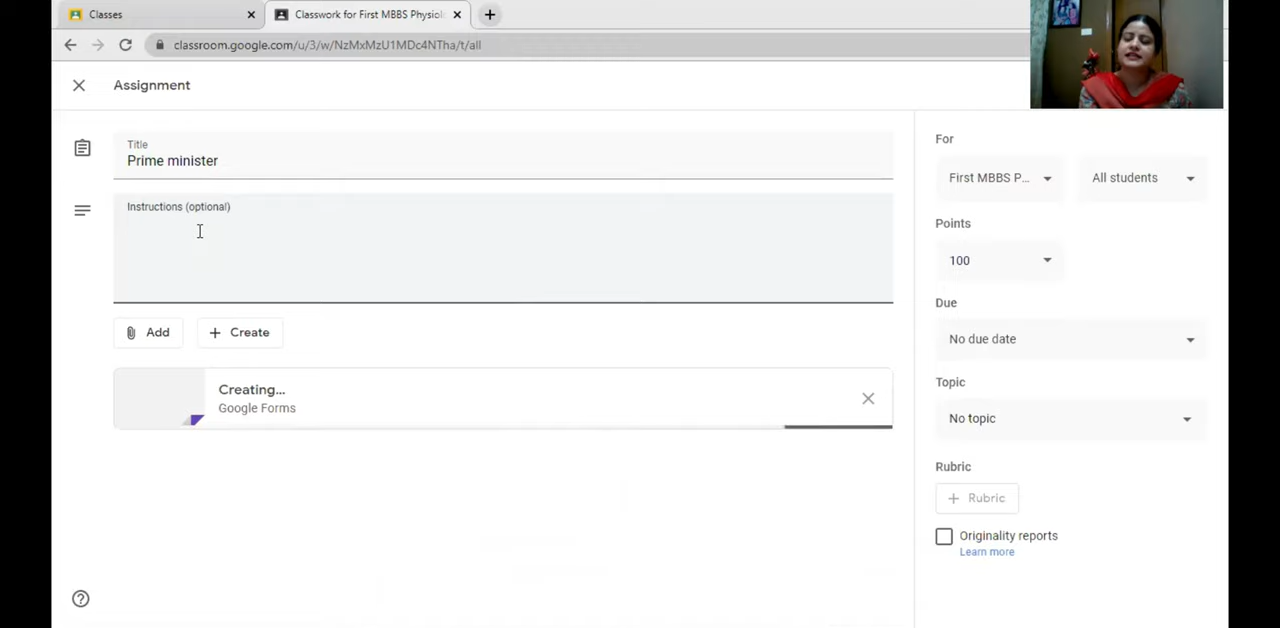 Classes
Classwork for First MBBS Physiol
classroom.google.com/u/3/w/NzMxMzU1MDc4NTha/t/all
Assignment
Title
Prime minister
Instructions (optional)
Add
Create
Creating...
Google Forms
For
First MBBS P...
All students
Points
100
Due
No due date
Topic
No topic
Rubric
Rubric
Originality reports
Learn more